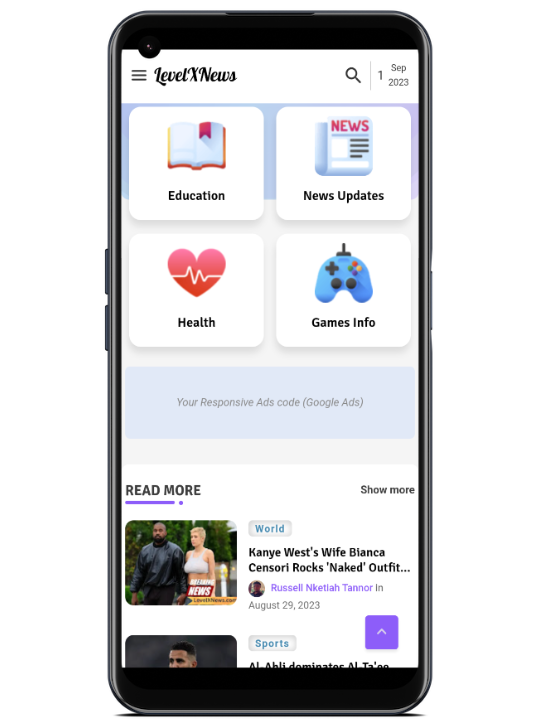 LevelXNews
1 Sep
2023
NEWS
Education
News Updates
Health
Games Info
Your Responsive Ads code (Google Ads)
READ MORE
Show more
World
Kanye West's Wife Bianca
Censori Rocks 'Naked' Outfit...
Russell Nketiah Tannor In
August 29, 2023
BREAKING
NEWS
LevelXNews.com
Sports
Al-Ahli dominates Al-Ta'ee